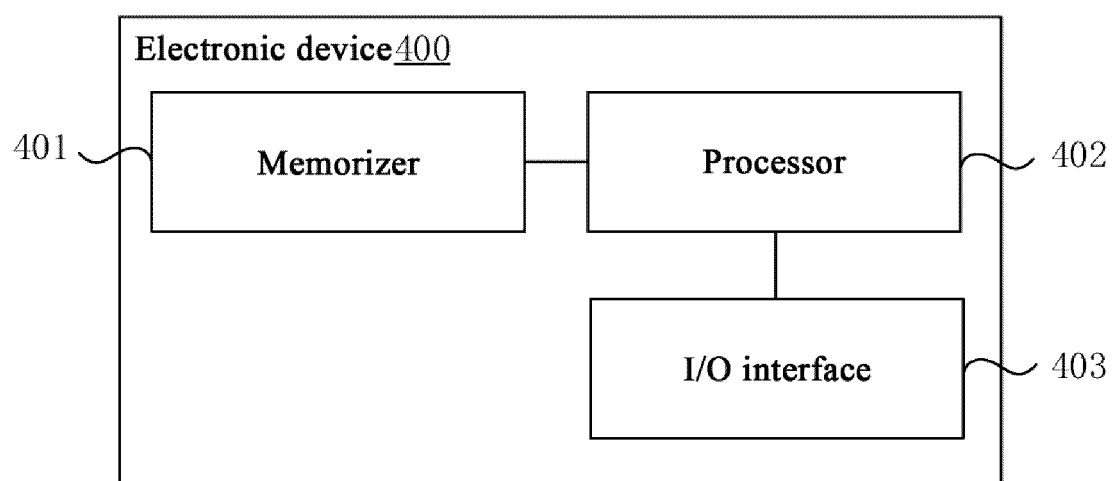 Electronic device400
401
Memorizer
Processor
402
I/O interface
403